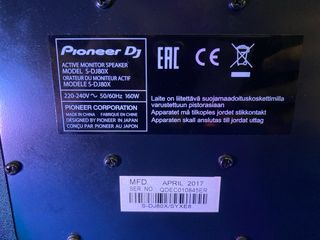 Pioneer Dj
ACTIVE MONITOR SPEAKER
MODEL S-DJ80X
ORATEUR DU MONITEUR ACTIF
MODÈLE S-DJ80X
220-240V ~ 50/60Hz 160W
PIONEER CORPORATION
MADE IN CHINA FABRIQUÉ EN CHINE
DESIGNED BY PIONEER IN JAPAN
CONÇU PAR PIONEER AU JAPON
EAC CE
Laite on liitettävä suojamaadoituskoskettimilla
varustettuun pistorasiaan
Apparatet må tilkoples jordet stikkontakt
Apparaten skall anslutas till jordat uttag
MFD APRIL 2017
SER. NO. QDEC010845ER
S-DJ80X/SYXE8